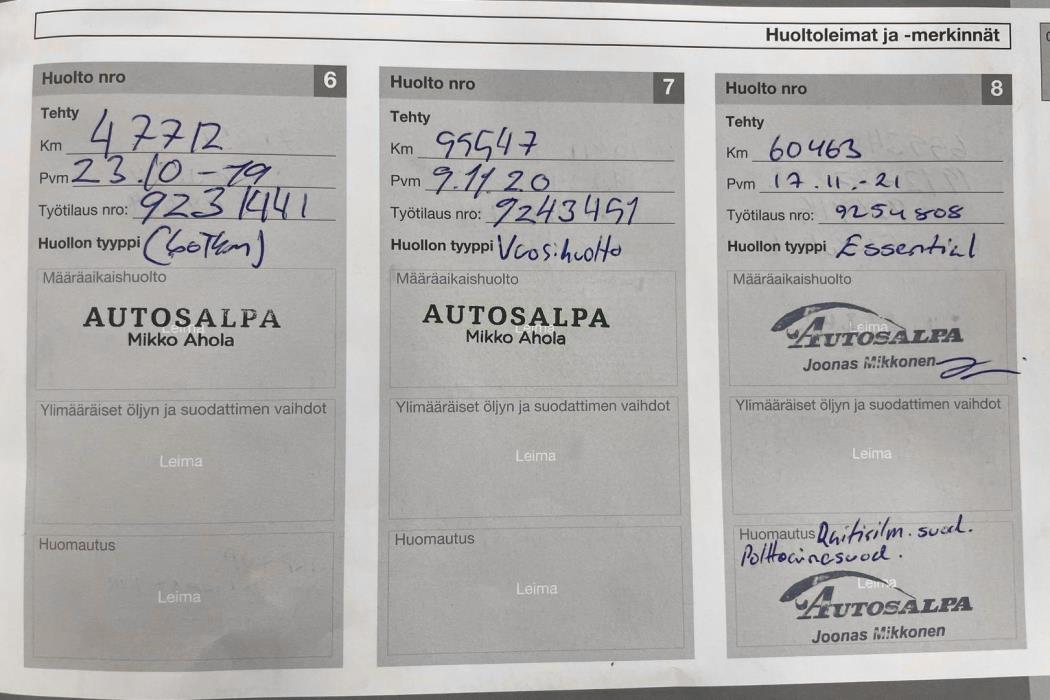 Huoltoleimat ja -merkinnät
Huolto nro 6
Tehty
Km 47712
Pvm 23.10-19
Työtilaus nro: 9231441
Huollon tyyppi (60Tkm)
Määräaikaishuolto
Leima
AUTOSALPA
Mikko Ahola
Ylimääräiset öljyn ja suodattimen vaihdot
Leima
Huomautus
Leima
Huolto nro 7
Tehty
Km
Pvm 9.11.20
Työtilaus nro: 9243451
Huollon tyyppi Vuosihuolto
Määräaikaishuolto
AUTOSALPA
Leima
Mikko Ahola
Ylimääräiset öljyn ja suodattimen vaihdot
Leima
Huomautus
Leima
Huolto nro 8
Tehty
Km 60463
Pvm 17.11.-21
Työtilaus nro: 9254808
Huollon tyyppi Essential
Määräaikaishuolto
Leima
AUTOSALPA
Joonas Mikkonen
Ylimääräiset öljyn ja suodattimen vaihdot
Leima
Huomautus Raitisilm. suod.
Polttoainesuod.
Leima
AUTOSALPA
Joonas Mikkonen